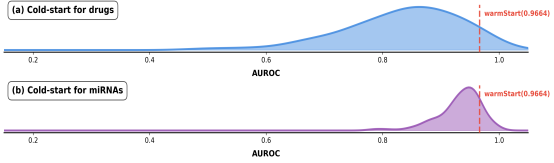 (a) Cold-start for drugs
warmStart(0.9664)
0.2 0.4 0.6 0.8 1.0
AUROC
(b) Cold-start for miRNAs
warmStart(0.9664)
0.2 0.4 0.6 0.8 1.0
AUROC